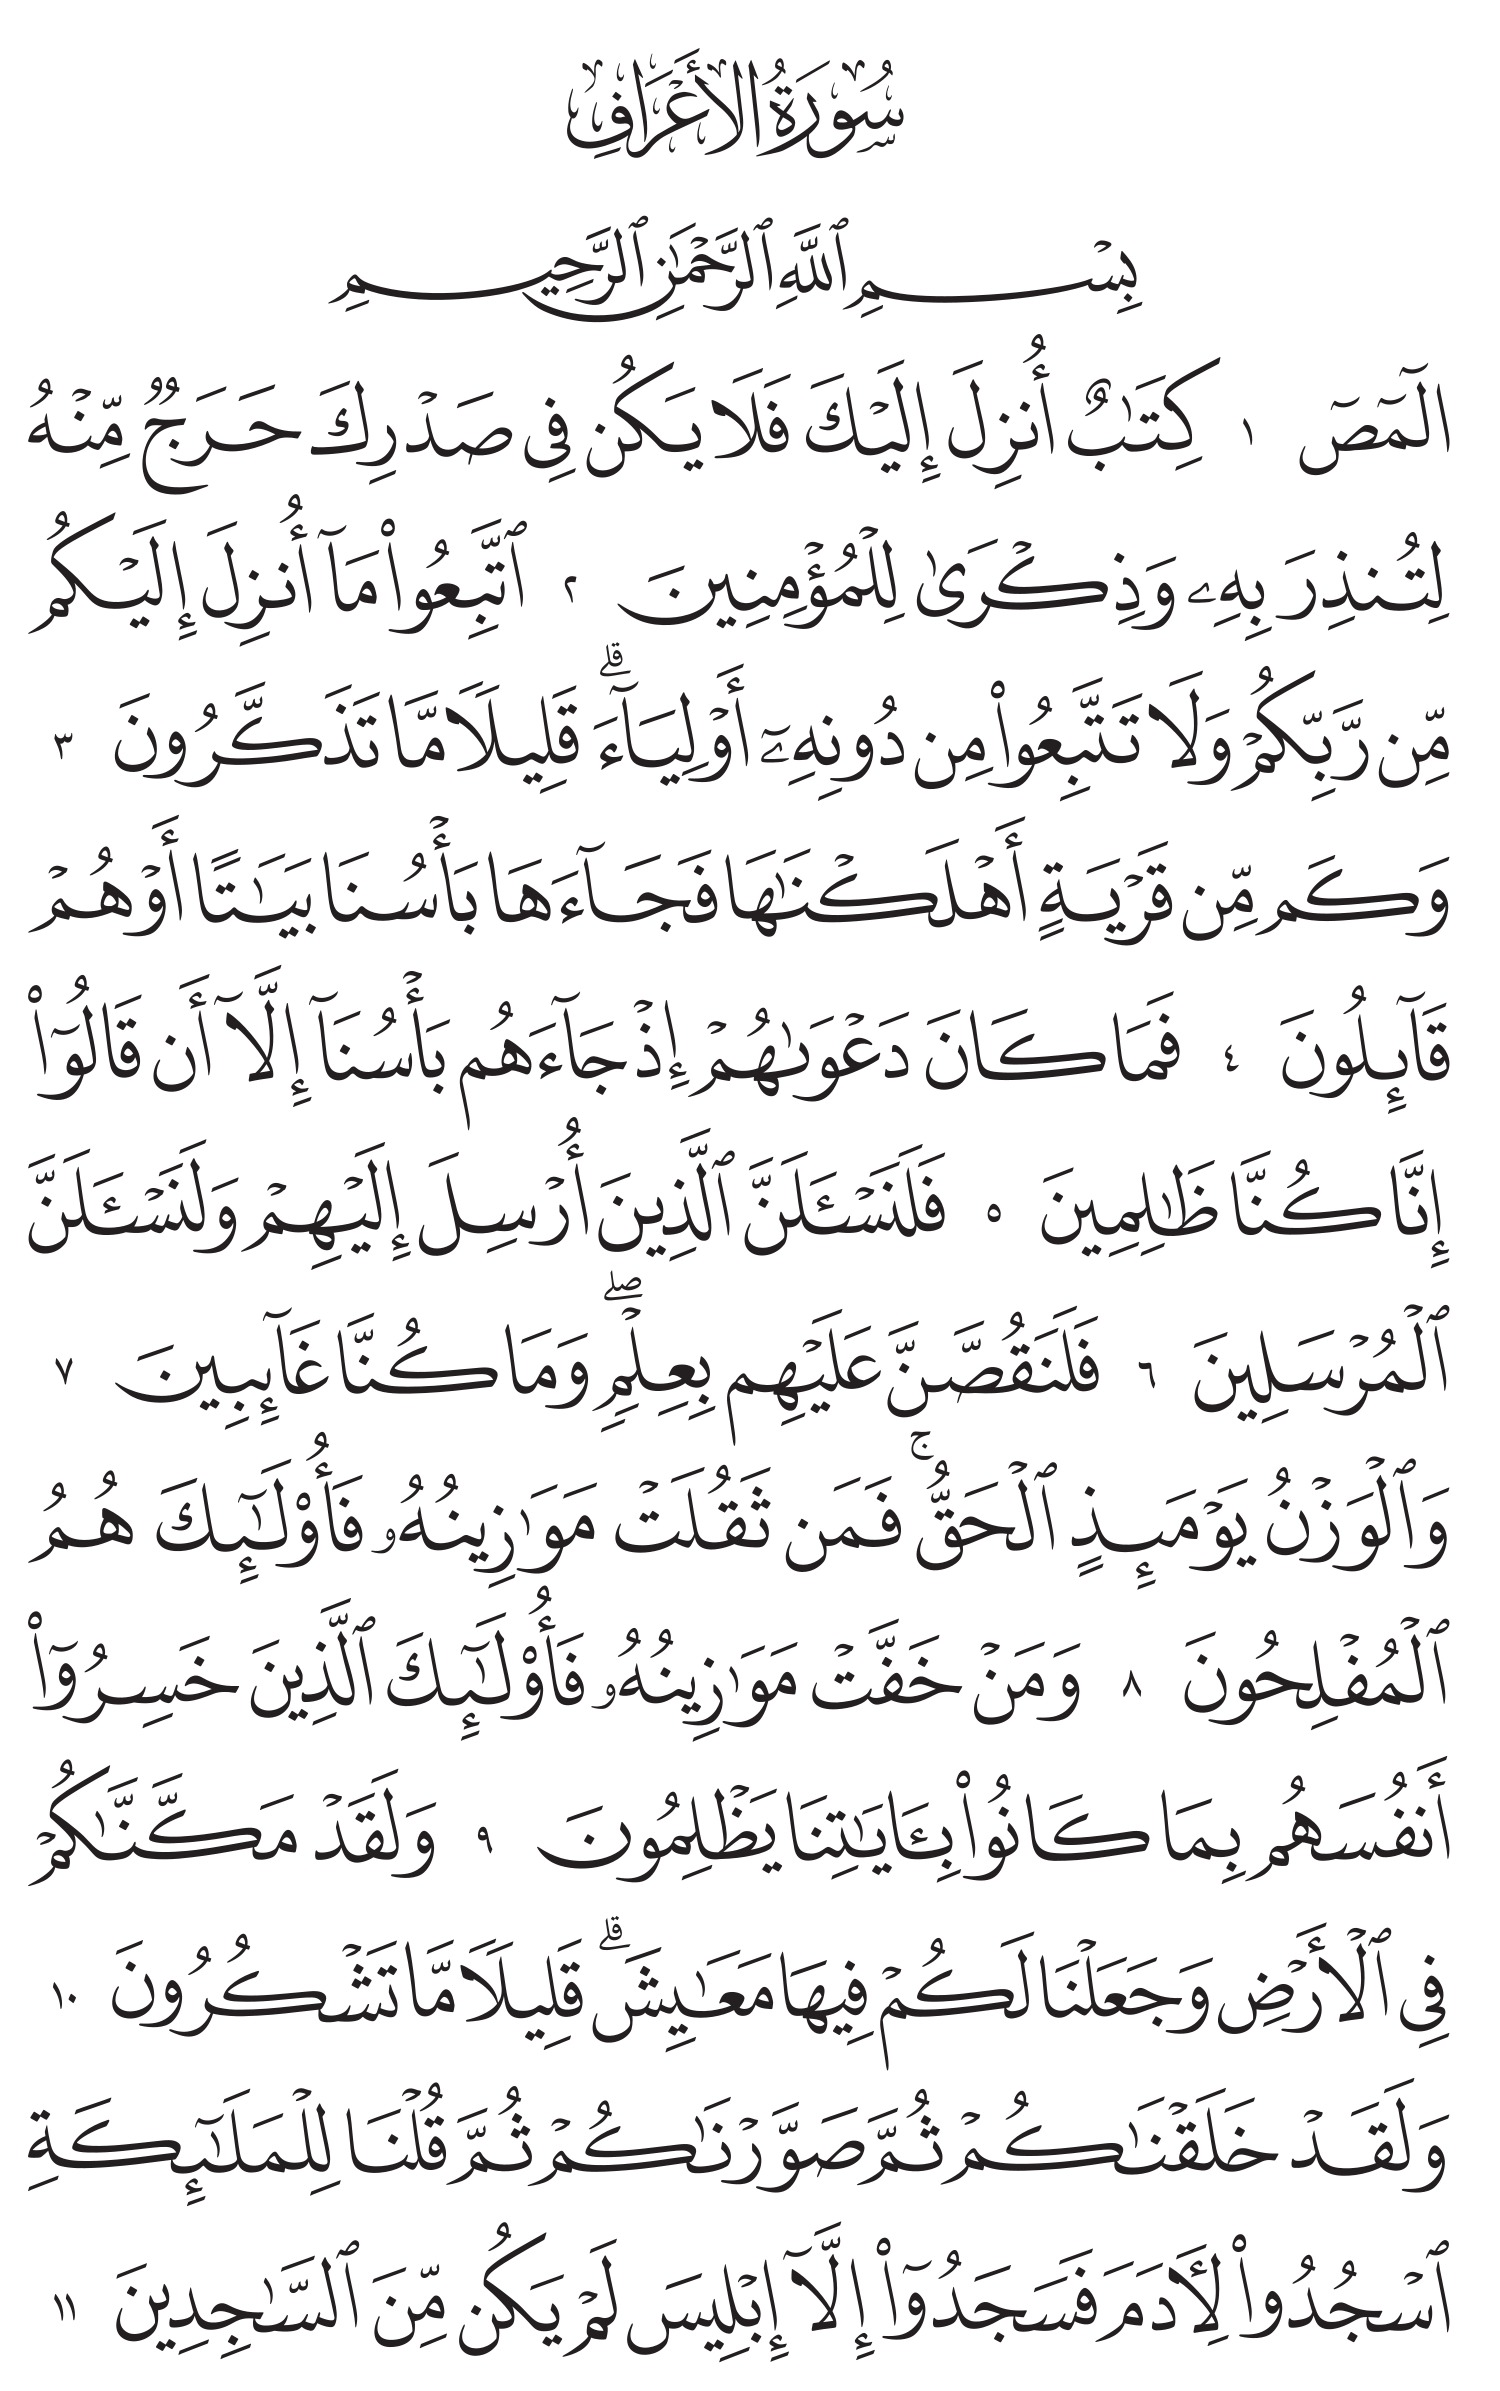 سُورَةُ الأَعْرَافِ
بِسْمِ ٱللَّهِ ٱلرَّحْمَٰنِ ٱلرَّحِيمِ
الٓمٓصٓ ١ كِتَٰبٌ أُنزِلَ إِلَيْكَ فَلَا يَكُن فِى صَدْرِكَ حَرَجٌ مِّنْهُ
لِتُنذِرَ بِهِۦ وَذِكْرَىٰ لِلْمُؤْمِنِينَ ٢ ٱتَّبِعُوا۟ مَآ أُنزِلَ إِلَيْكُم
مِّن رَّبِّكُمْ وَلَا تَتَّبِعُوا۟ مِن دُونِهِۦٓ أَوْلِيَآءَ ۗ قَلِيلًا مَّا تَذَكَّرُونَ ٣
وَكَم مِّن قَرْيَةٍ أَهْلَكْنَٰهَا فَجَآءَهَا بَأْسُنَا بَيَٰتًا أَوْ هُمْ
قَآئِلُونَ ٤ فَمَا كَانَ دَعْوَىٰهُمْ إِذْ جَآءَهُم بَأْسُنَآ إِلَّآ أَن قَالُوٓا۟
إِنَّا كُنَّا ظَٰلِمِينَ ٥ فَلَنَسْـَٔلَنَّ ٱلَّذِينَ أُرْسِلَ إِلَيْهِمْ وَلَنَسْـَٔلَنَّ
ٱلْمُرْسَلِينَ ٦ فَلَنَقُصَّنَّ عَلَيْهِم بِعِلْمٍ ۖ وَمَا كُنَّا غَآئِبِينَ ٧
وَٱلْوَزْنُ يَوْمَئِذٍ ٱلْحَقُّ ۚ فَمَن ثَقُلَتْ مَوَٰزِينُهُۥ فَأُو۟لَٰٓئِكَ هُمُ
ٱلْمُفْلِحُونَ ٨ وَمَنْ خَفَّتْ مَوَٰزِينُهُۥ فَأُو۟لَٰٓئِكَ ٱلَّذِينَ خَسِرُوٓا۟
أَنفُسَهُم بِمَا كَانُوا۟ بِـَٔايَٰتِنَا يَظْلِمُونَ ٩ وَلَقَدْ مَكَّنَّٰكُمْ
فِى ٱلْأَرْضِ وَجَعَلْنَا لَكُمْ فِيهَا مَعَٰيِشَ ۗ قَلِيلًا مَّا تَشْكُرُونَ ١٠
وَلَقَدْ خَلَقْنَٰكُمْ ثُمَّ صَوَّرْنَٰكُمْ ثُمَّ قُلْنَا لِلْمَلَٰٓئِكَةِ
ٱسْجُدُوا۟ لِأَدَمَ فَسَجَدُوٓا۟ إِلَّآ إِبْلِيسَ لَمْ يَكُن مِّنَ ٱلسَّٰجِدِينَ ١١